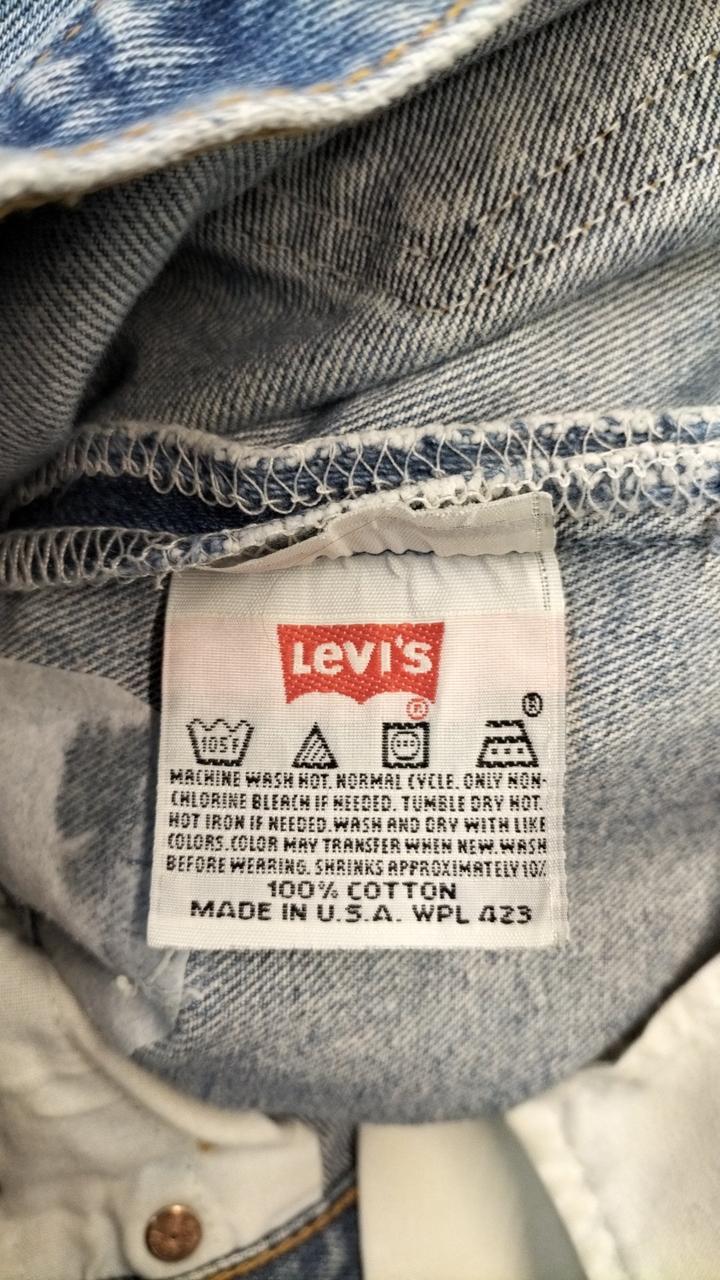 Levi's
®
®
105°F
MACHINE WASH HOT. NORMAL CYCLE. ONLY NON-
CHLORINE BLEACH IF NEEDED. TUMBLE DRY HOT.
HOT IRON IF NEEDED. WASH AND DRY WITH LIKE
COLORS. COLOR MAY TRANSFER WHEN NEW. WASH
BEFORE WEARING. SHRINKS APPROXIMATELY 10%
100% COTTON
MADE IN U.S.A. WPL 423